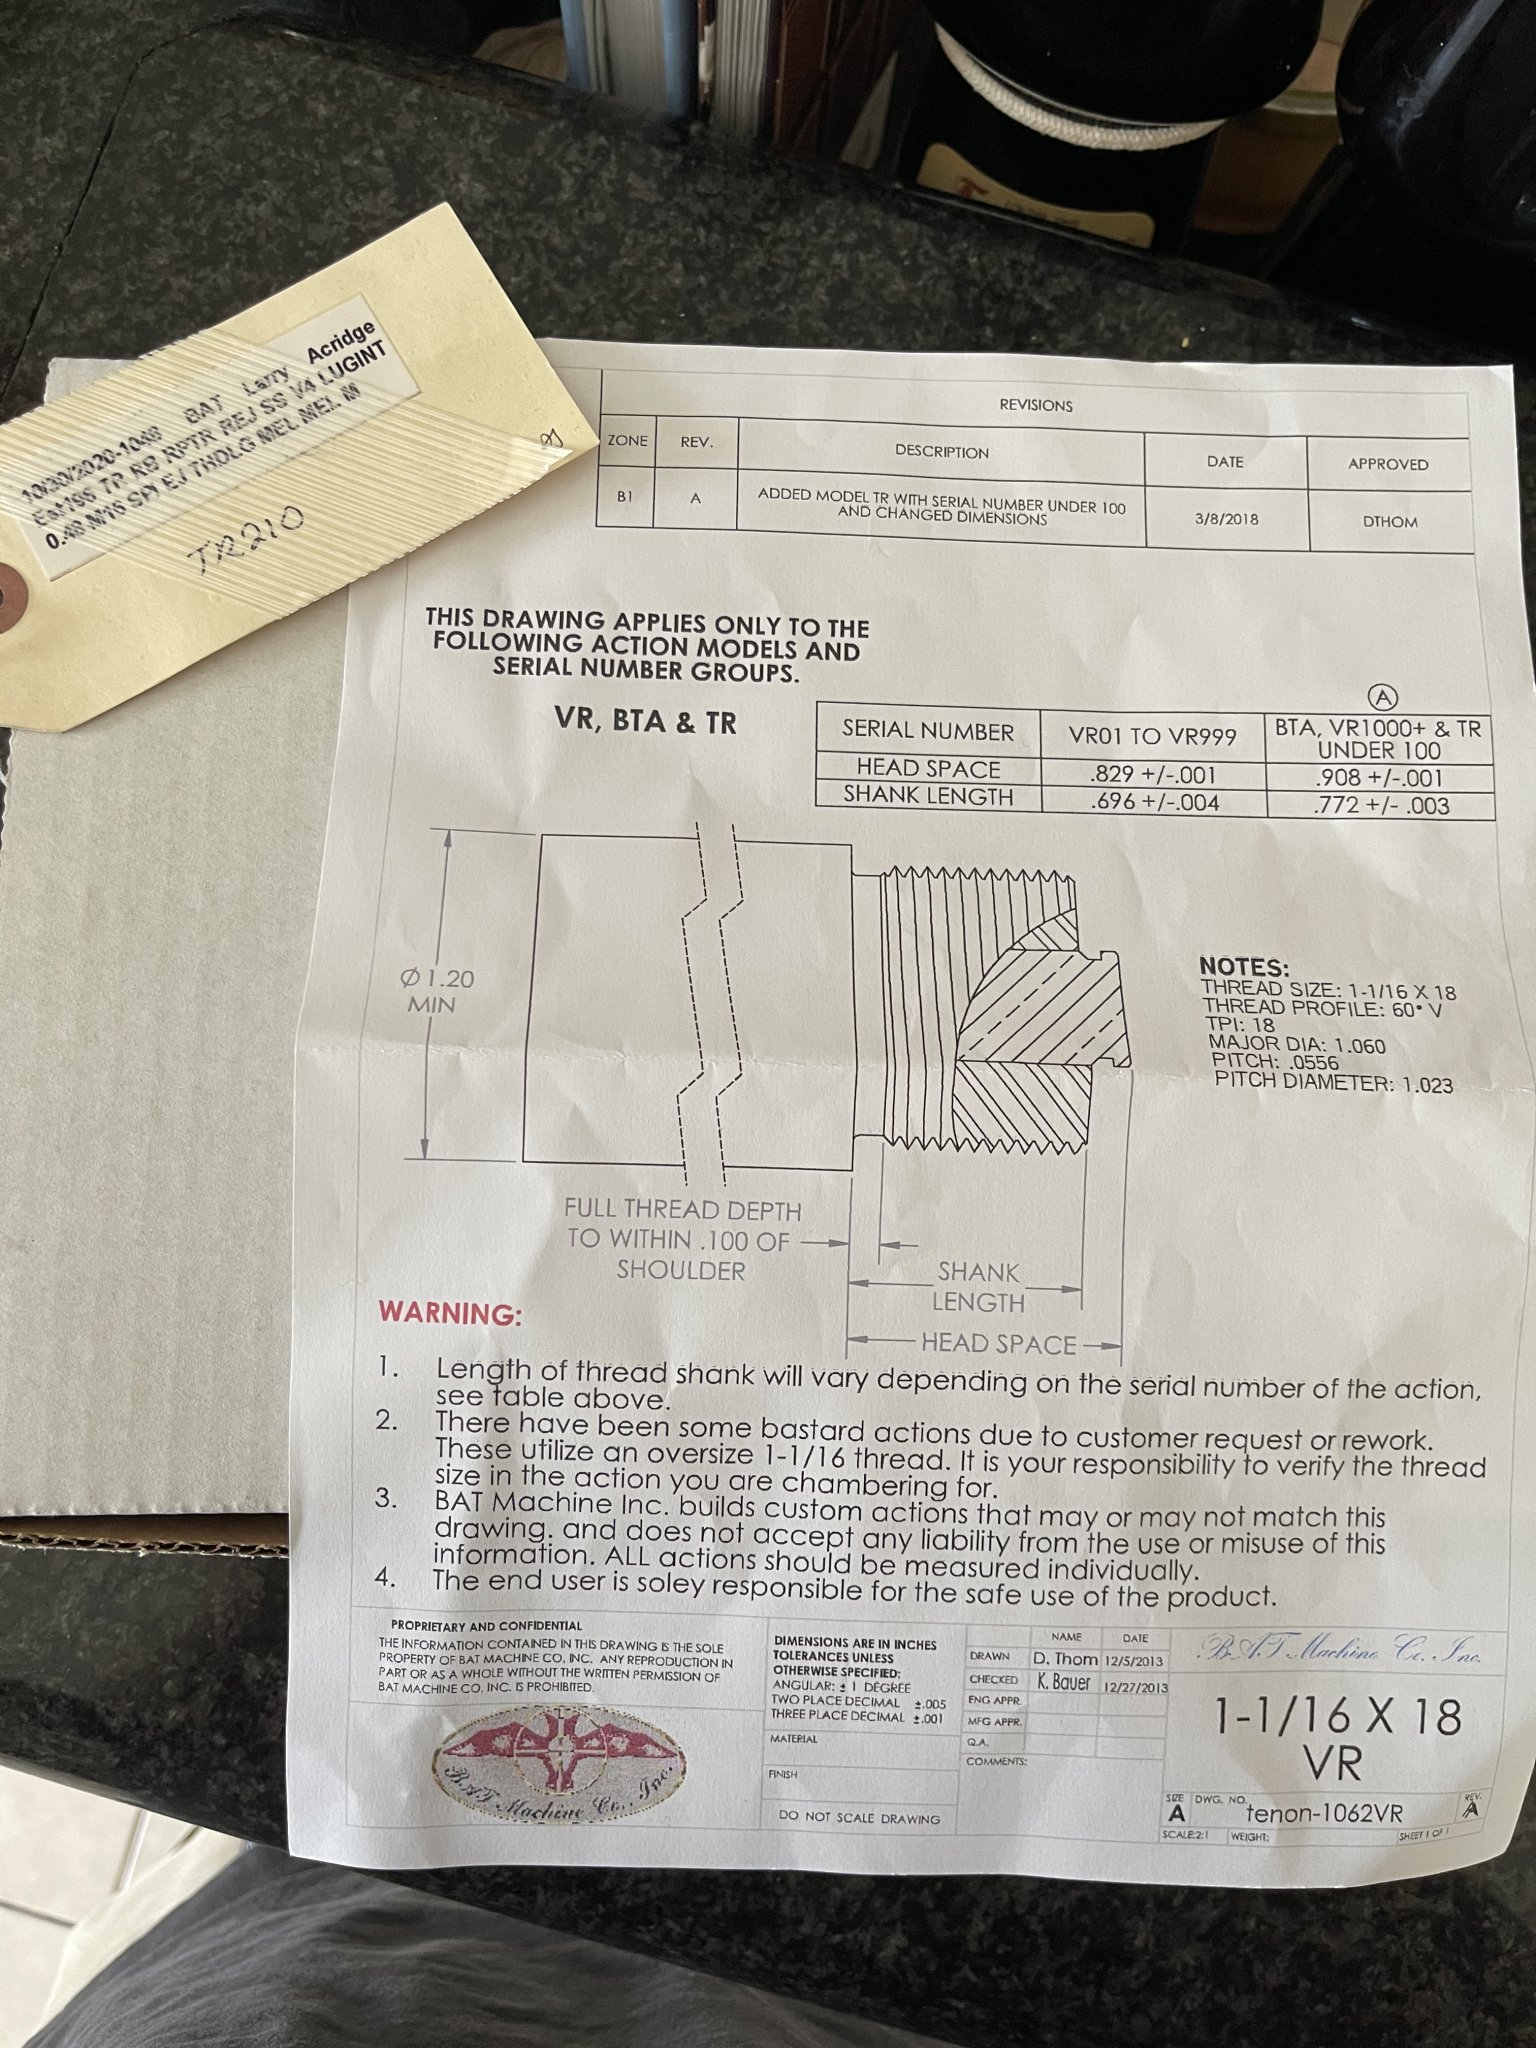 10/30/2020-1048 BAT Larry Acridge
Est166 TR RB RPTR REJ SS V4 LUGINT
0.48 M16 SPI EJ THDLG MEL MEL M
TR210
REVISIONS
ZONE REV. DESCRIPTION DATE APPROVED
B1 A ADDED MODEL TR WITH SERIAL NUMBER UNDER 100
AND CHANGED DIMENSIONS 3/8/2018 DTHOM
THIS DRAWING APPLIES ONLY TO THE
FOLLOWING ACTION MODELS AND
SERIAL NUMBER GROUPS.
VR, BTA & TR
A
SERIAL NUMBER VR01 TO VR999 BTA, VR1000+ & TR
UNDER 100
HEAD SPACE .829 +/-.001 .908 +/-.001
SHANK LENGTH .696 +/-.004 .772 +/- .003
Ø 1.20
MIN
NOTES:
THREAD SIZE: 1-1/16 X 18
THREAD PROFILE: 60° V
TPI: 18
MAJOR DIA: 1.060
PITCH: .0556
PITCH DIAMETER: 1.023
FULL THREAD DEPTH
TO WITHIN .100 OF
SHOULDER
SHANK
LENGTH
HEAD SPACE
WARNING:
1. Length of thread shank will vary depending on the serial number of the action,
see table above.
2. There have been some bastard actions due to customer request or rework.
These utilize an oversize 1-1/16 thread. It is your responsibility to verify the thread
size in the action you are chambering for.
3. BAT Machine Inc. builds custom actions that may or may not match this
drawing. and does not accept any liability from the use or misuse of this
information. ALL actions should be measured individually.
4. The end user is soley responsible for the safe use of the product.
PROPRIETARY AND CONFIDENTIAL
THE INFORMATION CONTAINED IN THIS DRAWING IS THE SOLE
PROPERTY OF BAT MACHINE CO. INC. ANY REPRODUCTION IN
PART OR AS A WHOLE WITHOUT THE WRITTEN PERMISSION OF
BAT MACHINE CO. INC. IS PROHIBITED.
B.A.T. Machine Co., Inc.
DIMENSIONS ARE IN INCHES
TOLERANCES UNLESS
OTHERWISE SPECIFIED:
ANGULAR: ± 1 DEGREE
TWO PLACE DECIMAL ±.005
THREE PLACE DECIMAL ±.001
MATERIAL
FINISH
DO NOT SCALE DRAWING
NAME DATE
DRAWN D. Thom 12/5/2013
CHECKED K. Bauer 12/27/2013
ENG APPR.
MFG APPR.
Q.A.
COMMENTS:
B.A.T. Machine Co., Inc.
1-1/16 X 18
VR
SIZE DWG. NO. REV.
A tenon-1062VR A
SCALE:2:1 WEIGHT: SHEET 1 OF 1